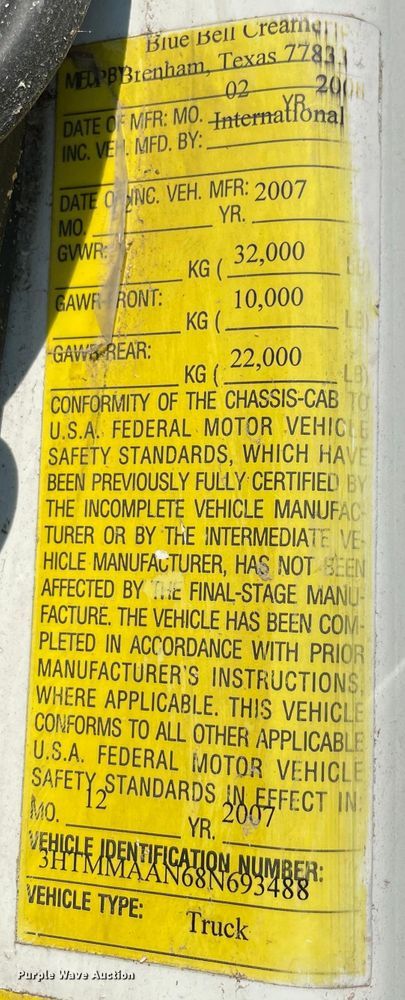 Blue Bell Creamer
MFD. BY: Brenham, Texas 7783
DATE OF MFR: MO. 02 YR. 200
INC. VEH. MFD. BY: International
DATE OF INC. VEH. MFR: 2007
MO. YR.
GVWR: 32,000
KG ( LB
GAWR-FRONT: 10,000
KG ( LB)
GAWR-REAR: 22,000
KG ( LB)
CONFORMITY OF THE CHASSIS-CAB TO
U.S.A. FEDERAL MOTOR VEHICLE
SAFETY STANDARDS, WHICH HAVE
BEEN PREVIOUSLY FULLY CERTIFIED BY
THE INCOMPLETE VEHICLE MANUFAC-
TURER OR BY THE INTERMEDIATE VE-
HICLE MANUFACTURER, HAS NOT BEEN
AFFECTED BY THE FINAL-STAGE MANU-
FACTURE. THE VEHICLE HAS BEEN COM-
PLETED IN ACCORDANCE WITH PRIOR
MANUFACTURER'S INSTRUCTIONS,
WHERE APPLICABLE. THIS VEHICLE
CONFORMS TO ALL OTHER APPLICABLE
U.S.A. FEDERAL MOTOR VEHICLE
SAFETY STANDARDS IN EFFECT IN:
MO. 12 YR. 2007
VEHICLE IDENTIFICATION NUMBER:
3HTMMAAN68N693488
VEHICLE TYPE: Truck
Purple Wave Auction